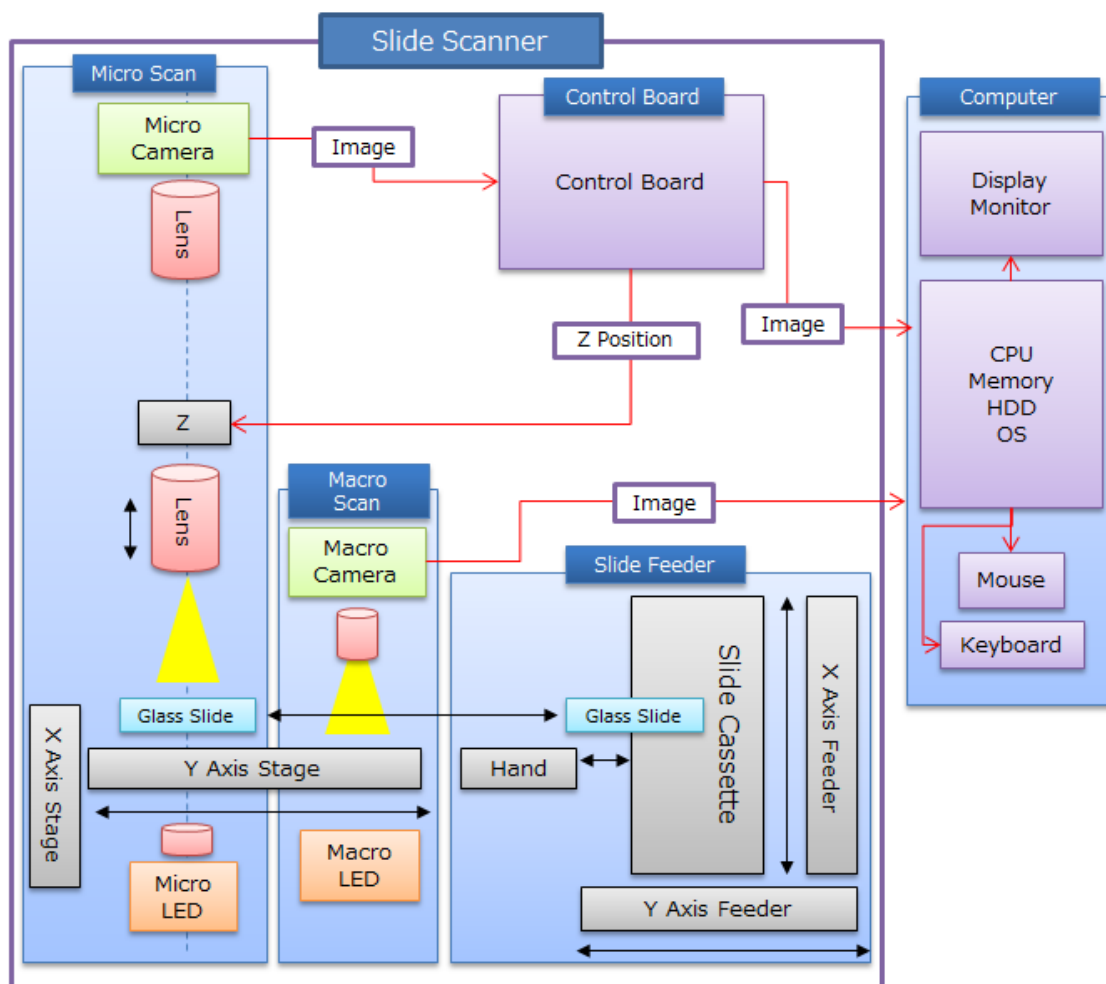 Slide Scanner
Micro Scan
Micro
Camera
Lens
Z
Lens
Glass Slide
X Axis Stage
Y Axis Stage
Micro
LED
Image
Control Board
Control Board
Z Position
Image
Macro
Scan
Macro
Camera
Macro
LED
Image
Slide Feeder
Glass Slide
Hand
Slide Cassette
X Axis Feeder
Y Axis Feeder
Computer
Display
Monitor
CPU
Memory
HDD
OS
Mouse
Keyboard